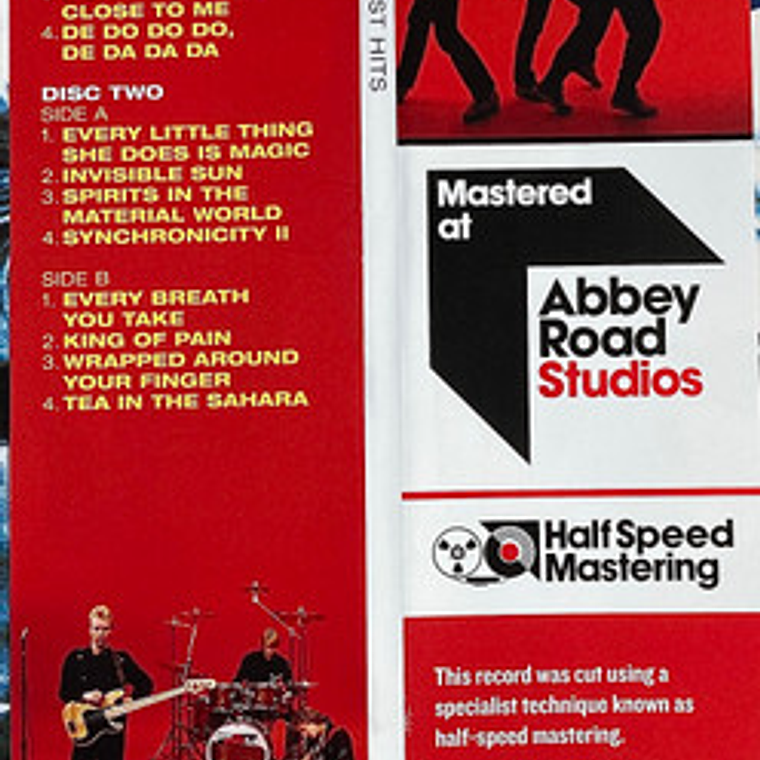 CLOSE TO ME
4. DE DO DO DO,
DE DA DA DA
DISC TWO
SIDE A
1. EVERY LITTLE THING
SHE DOES IS MAGIC
2. INVISIBLE SUN
3. SPIRITS IN THE
MATERIAL WORLD
4. SYNCHRONICITY II
SIDE B
1. EVERY BREATH
YOU TAKE
2. KING OF PAIN
3. WRAPPED AROUND
YOUR FINGER
4. TEA IN THE SAHARA
ST HITS
Mastered
at
Abbey
Road
Studios
Half Speed
Mastering
This record was cut using a
specialist technique known as
half-speed mastering.